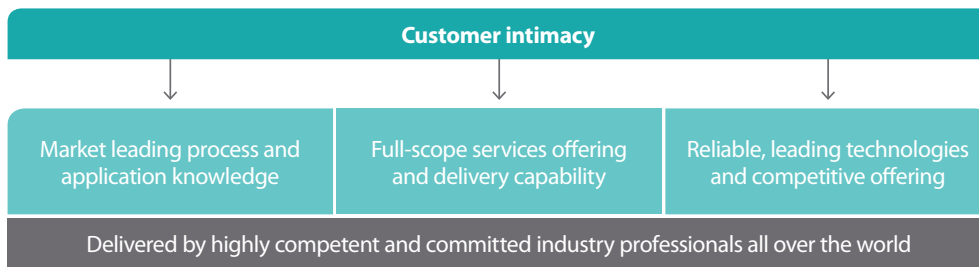 Customer intimacy
Market leading process and
application knowledge
Full-scope services offering
and delivery capability
Reliable, leading technologies
and competitive offering
Delivered by highly competent and committed industry professionals all over the world